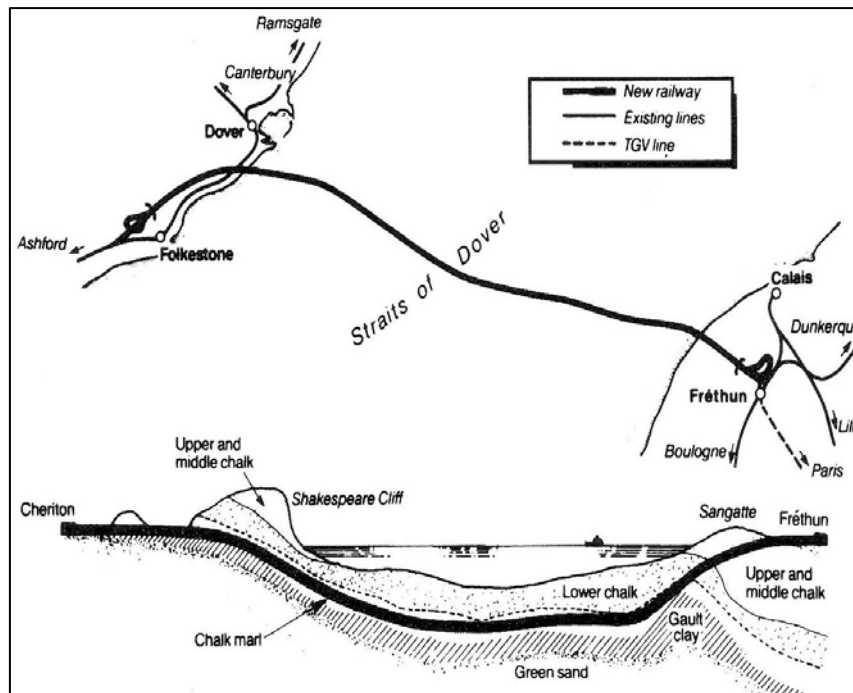 Ramsgate
Canterbury
Dover
New railway
Existing lines
TGV line
Ashford
Folkestone
Straits of Dover
Calais
Dunkerqu
Fréthun
Lill
Boulogne
Paris
Upper and
middle chalk
Shakespeare Cliff
Cheriton
Sangatte
Fréthun
Lower chalk
Upper and
middle chalk
Chalk marl
Gault
clay
Green sand